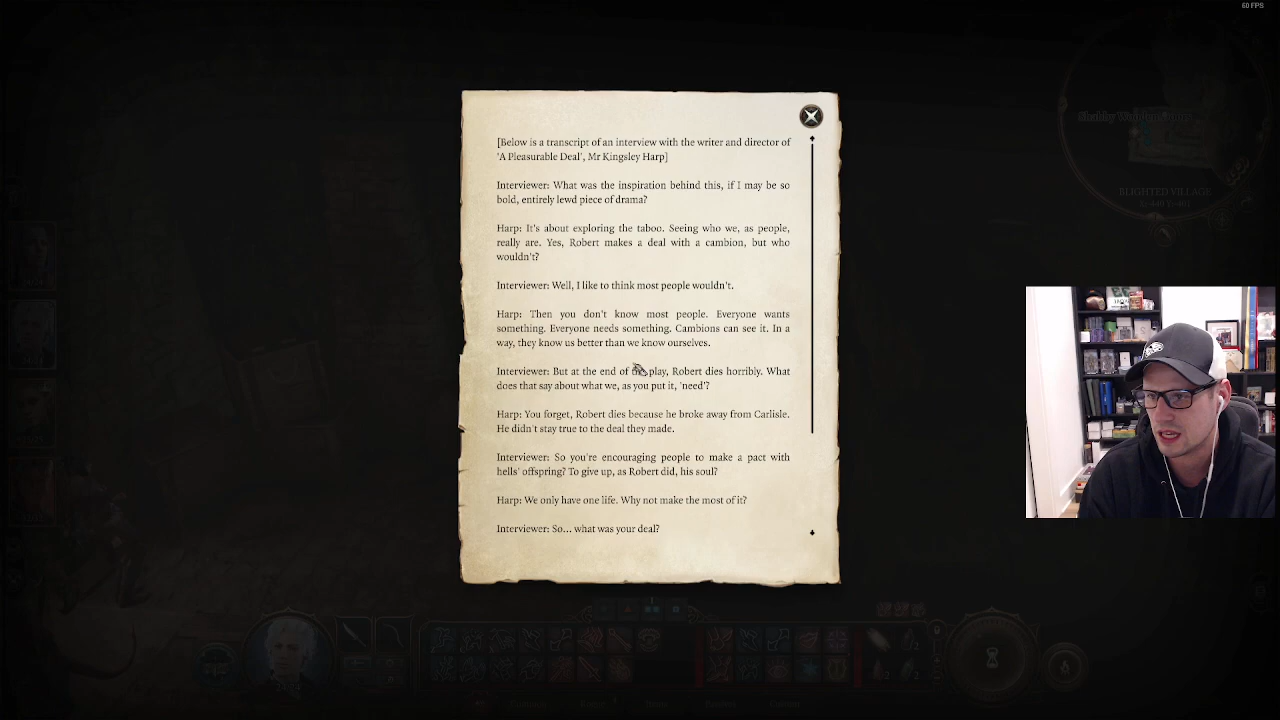 60 FPS
[Below is a transcript of an interview with the writer and director of
'A Pleasurable Deal', Mr Kingsley Harp]
Interviewer: What was the inspiration behind this, if I may be so
bold, entirely lewd piece of drama?
Harp: It's about exploring the taboo. Seeing who we, as people,
really are. Yes, Robert makes a deal with a cambion, but who
wouldn't?
Interviewer: Well, I like to think most people wouldn't.
Harp: Then you don't know most people. Everyone wants
something. Everyone needs something. Cambions can see it. In a
way, they know us better than we know ourselves.
Interviewer: But at the end of play, Robert dies horribly. What
does that say about what we, as you put it, 'need'?
Harp: You forget, Robert dies because he broke away from Carlisle.
He didn't stay true to the deal they made.
Interviewer: So you're encouraging people to make a pact with
hells' offspring? To give up, as Robert did, his soul?
Harp: We only have one life. Why not make the most of it?
Interviewer: So... what was your deal?
BLIGHTED VILLAGE